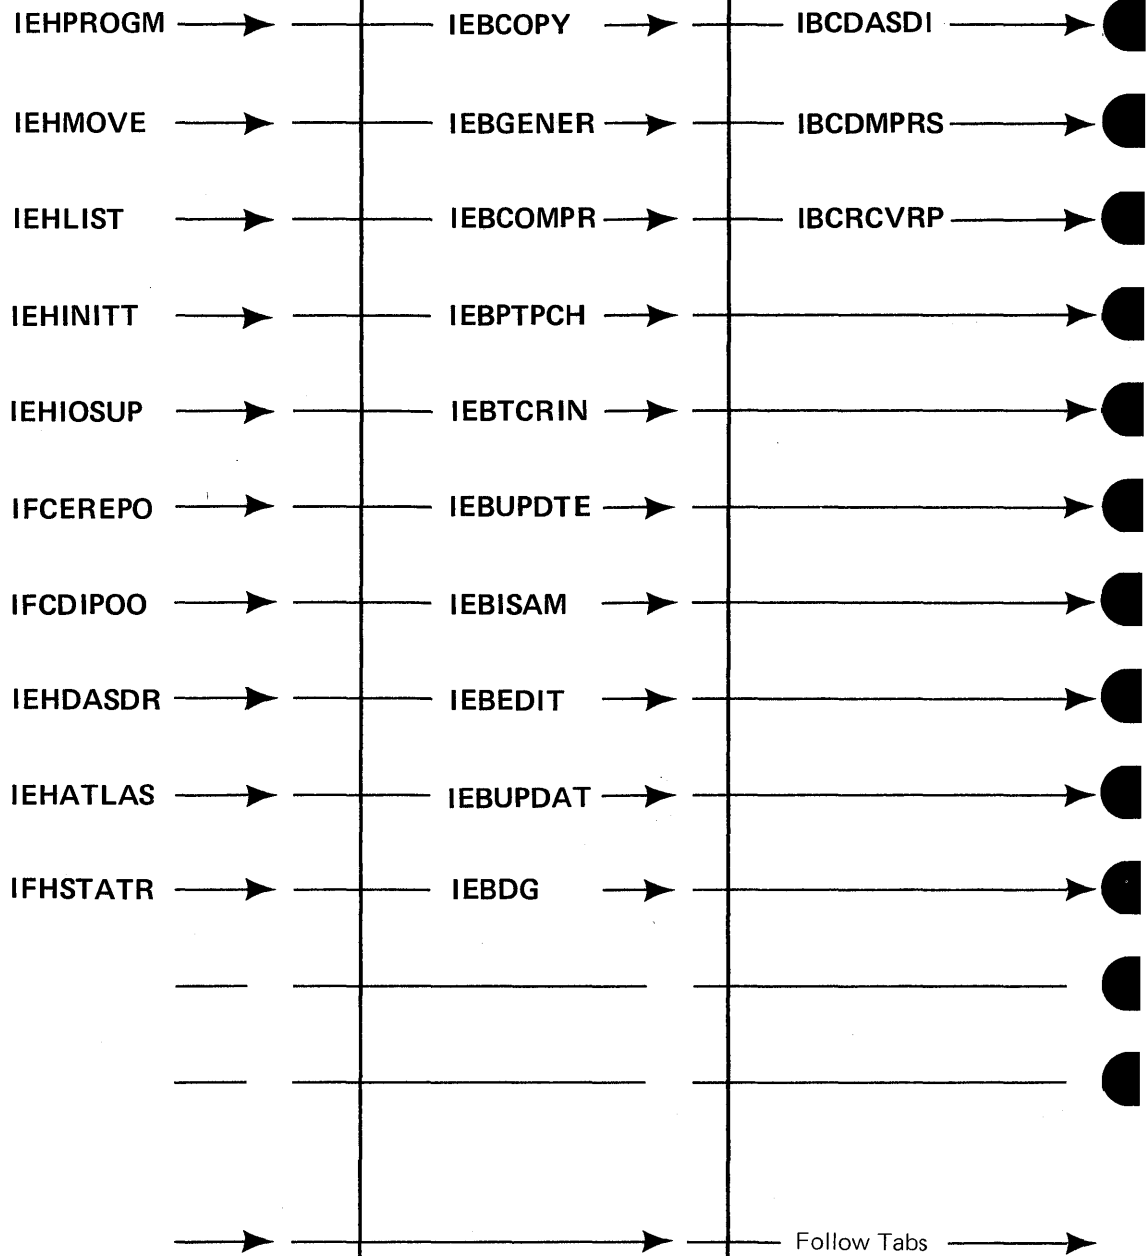 IEHPROGM IEBCOPY IBCDASDI
IEHMOVE IEBGENER IBCDMPRS
IEHLIST IEBCOMPR IBCRCVRP
IEHINITT IEBPTPCH
IEHIOSUP IEBTCRIN
IFCEREPO IEBUPDTE
IFCDIPOO IEBISAM
IEHDASDR IEBEDIT
IEHATLAS IEBUPDAT
IFHSTATR IEBDG
Follow Tabs